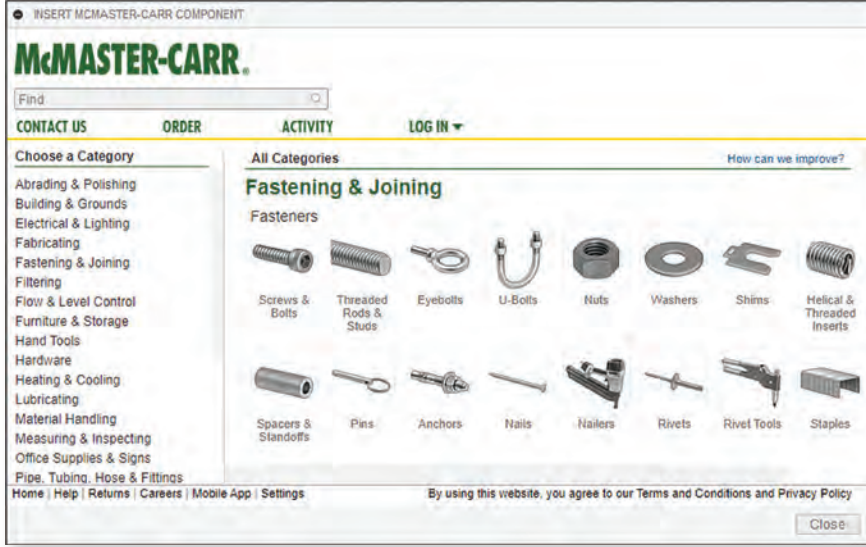 INSERT MCMASTER-CARR COMPONENT
McMASTER-CARR®
Find
CONTACT US ORDER ACTIVITY LOG IN
Choose a Category
Abrading & Polishing
Building & Grounds
Electrical & Lighting
Fabricating
Fastening & Joining
Filtering
Flow & Level Control
Furniture & Storage
Hand Tools
Hardware
Heating & Cooling
Lubricating
Material Handling
Measuring & Inspecting
Office Supplies & Signs
Pipe, Tubing, Hose & Fittings
All Categories How can we improve?
Fastening & Joining
Fasteners
Screws &
Bolts
Threaded
Rods &
Studs
Eyebolts
U-Bolts
Nuts
Washers
Shims
Helical &
Threaded
Inserts
Spacers &
Standoffs
Pins
Anchors
Nails
Nailers
Rivets
Rivet Tools
Staples
Home | Help | Returns | Careers | Mobile App | Settings By using this website, you agree to our Terms and Conditions and Privacy Policy
Close